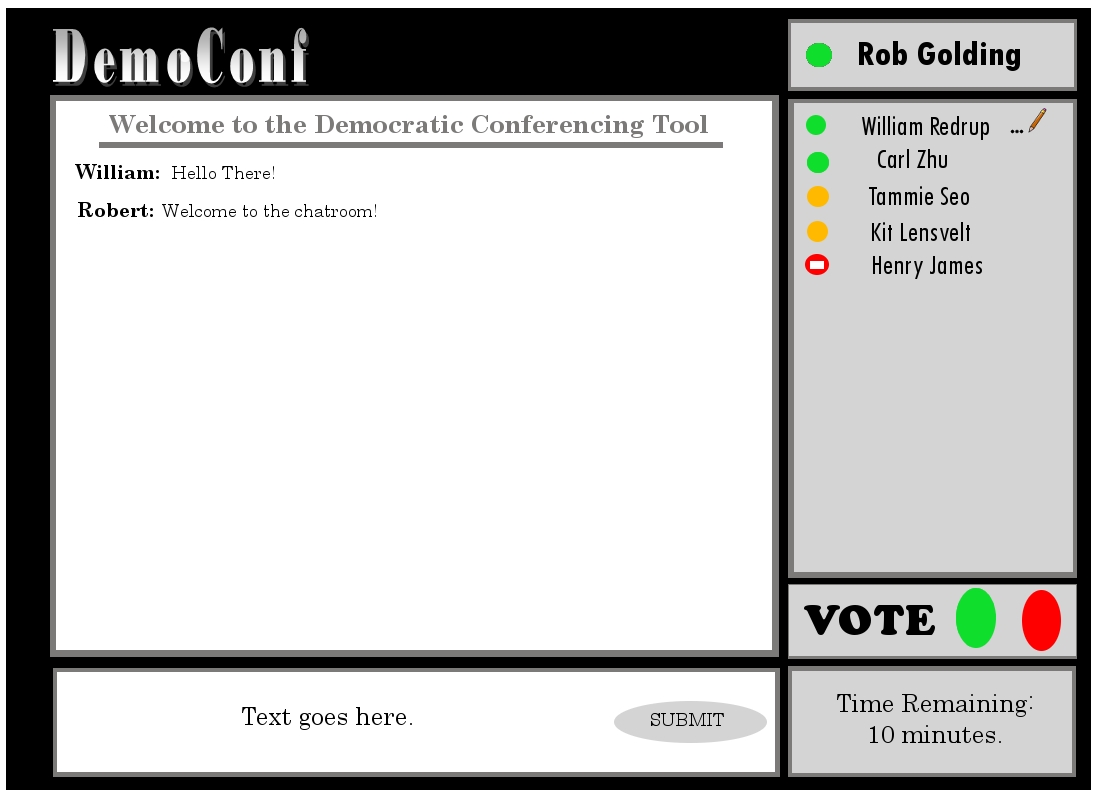 DemoConf
Welcome to the Democratic Conferencing Tool
William: Hello There!
Robert: Welcome to the chatroom!
Text goes here.
SUBMIT
Rob Golding
William Redrup ...
Carl Zhu
Tammie Seo
Kit Lensvelt
Henry James
VOTE
Time Remaining:
10 minutes.